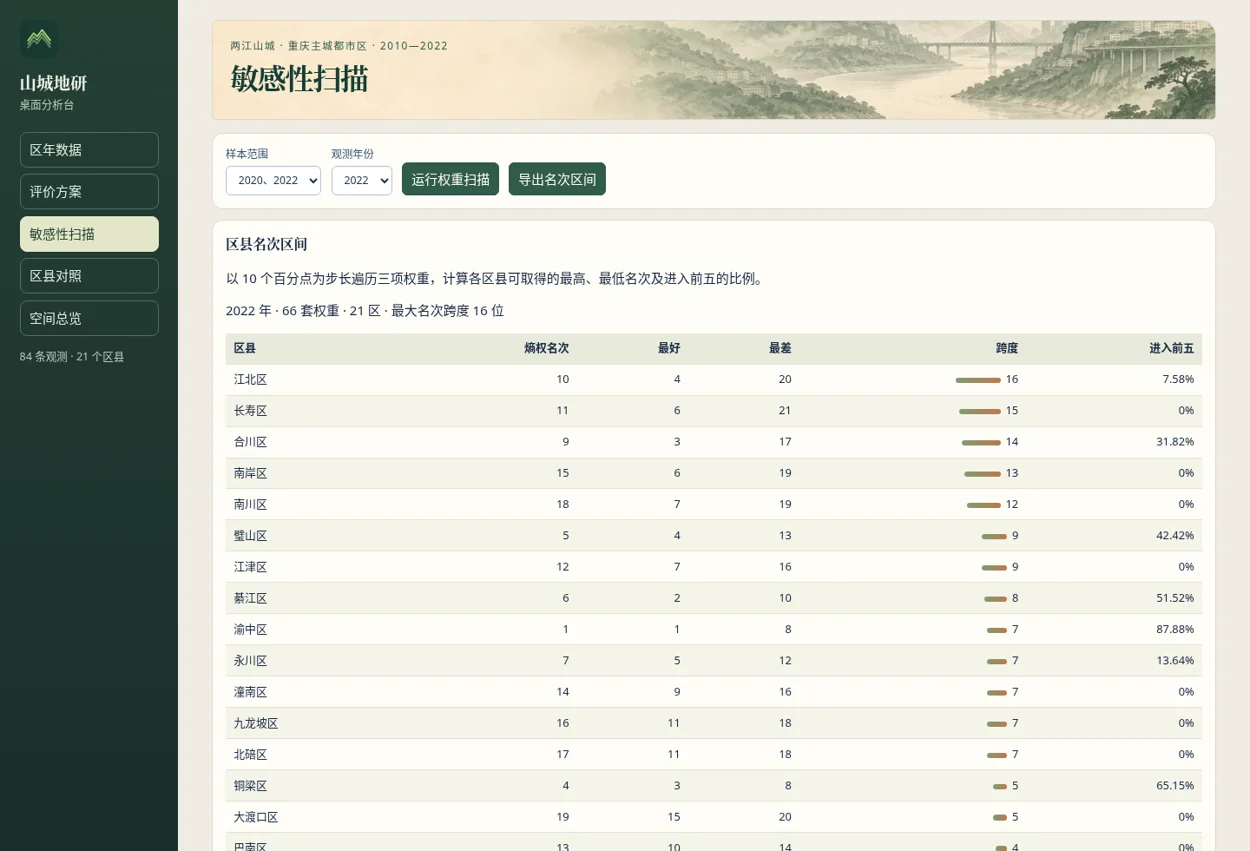 山城地研
桌面分析台
区年数据
评价方案
敏感性扫描
区县对照
空间总览
84 条观测 · 21 个区县
两江山城 · 重庆主城都市区 · 2010—2022
敏感性扫描
样本范围 观测年份
2020、2022 2022 运行权重扫描 导出名次区间
区县名次区间
以 10 个百分点为步长遍历三项权重，计算各区县可取得的最高、最低名次及进入前五的比例。
2022 年 · 66 套权重 · 21 区 · 最大名次跨度 16 位
区县 熵权名次 最好 最差 跨度 进入前五
江北区 10 4 20 16 7.58%
长寿区 11 6 21 15 0%
合川区 9 3 17 14 31.82%
南岸区 15 6 19 13 0%
南川区 18 7 19 12 0%
璧山区 5 4 13 9 42.42%
江津区 12 7 16 9 0%
綦江区 6 2 10 8 51.52%
渝中区 1 1 8 7 87.88%
永川区 7 5 12 7 13.64%
潼南区 14 9 16 7 0%
九龙坡区 16 11 18 7 0%
北碚区 17 11 18 7 0%
铜梁区 4 3 8 5 65.15%
大渡口区 19 15 20 5 0%
巴南区 13 10 14 4 0%